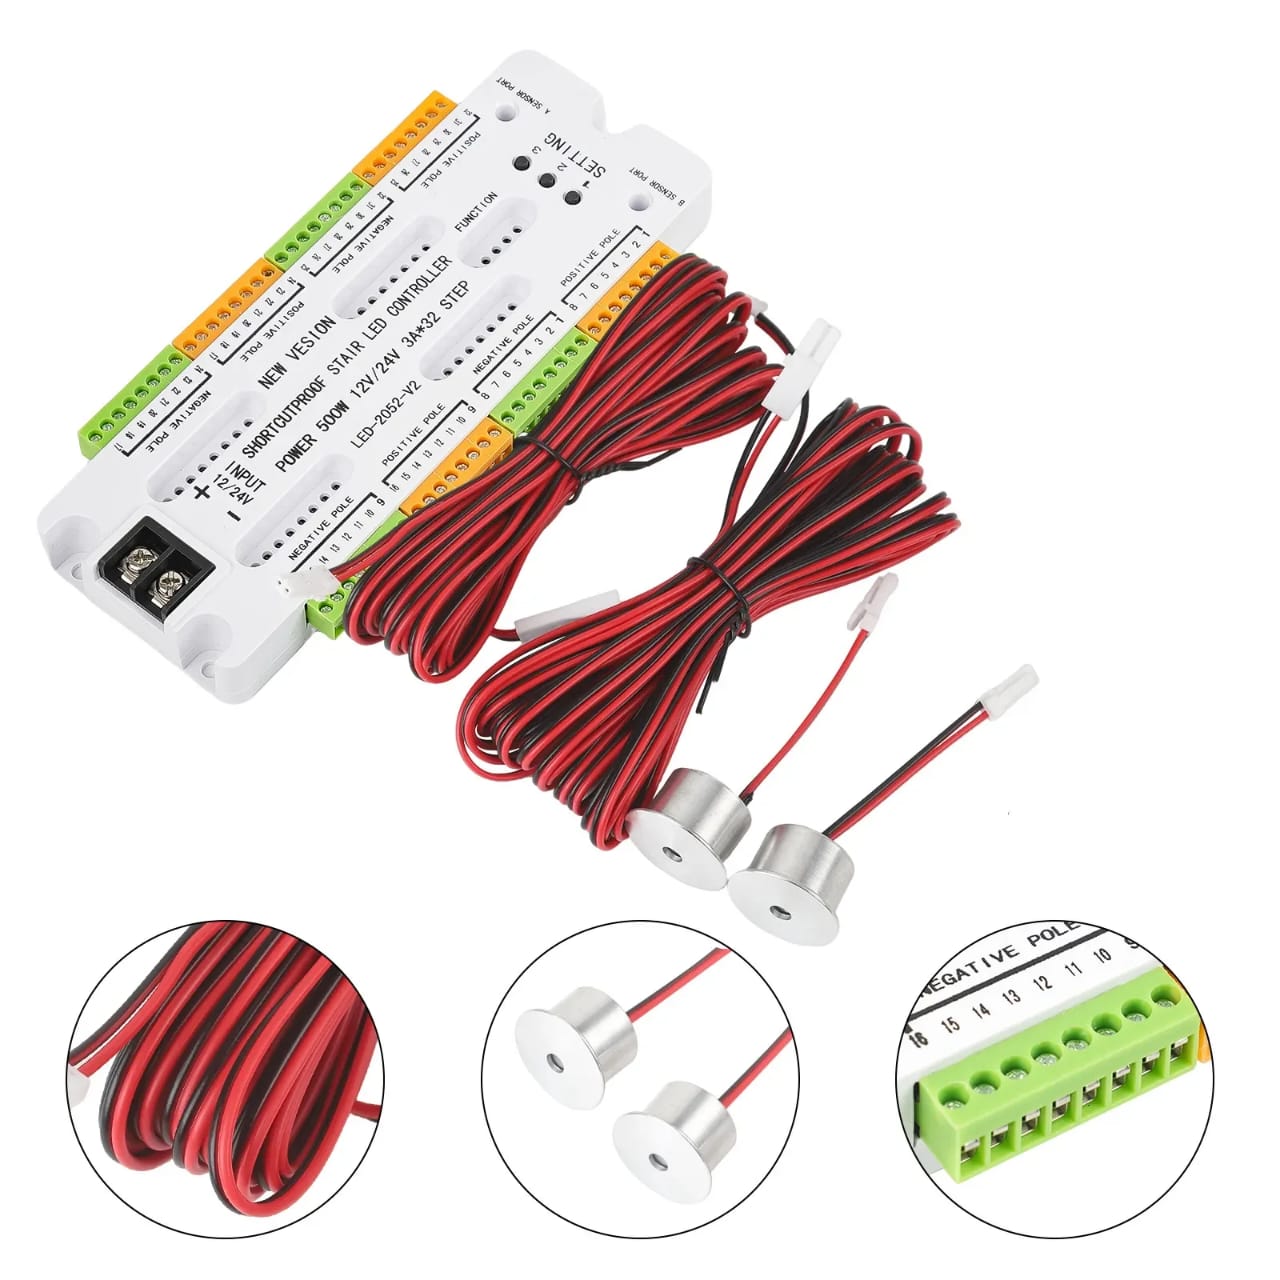 A SENSOR PORT
B SENSOR PORT
SETTING
3
2
1
FUNCTION
POSITIVE POLE
NEGATIVE POLE
POSITIVE POLE
NEGATIVE POLE
POSITIVE POLE
8 7 6 5 4 3 2 1
NEGATIVE POLE
8 7 6 5 4 3 2 1
POSITIVE POLE
16 15 14 13 12 11 10 9
NEGATIVE POLE
14 13 12 11 10 9
NEW VESION
SHORTCUTPROOF STAIR LED CONTROLLER
POWER 500W 12V/24V 3A*32 STEP
LED-2052-V2
INPUT
12/24V
+ -
NEGATIVE POLE
16 15 14 13 12 11 10 9